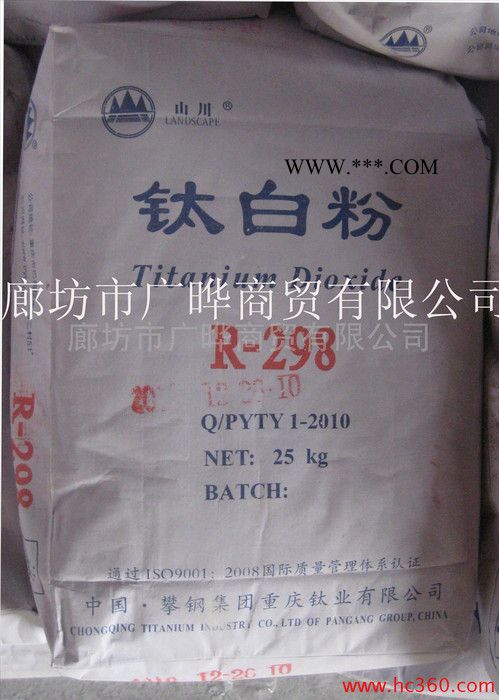 山川®
LANDSCAPE
WWW.***.COM
钛白粉
Titanium Dioxide
廊坊市广晔商贸有限公司
廊坊市广晔商贸有限公司
R-298
Q/PYTY 1-2010
NET: 25 kg
BATCH:
R-298
通过ISO9001:2008国际质量管理体系认证
中国·攀钢集团重庆钛业有限公司
CHONGQING TITANIUM INDUSTRY CO., LTD OF PANGANG GROUP, CHINA
12-26 10
www.hc360.com